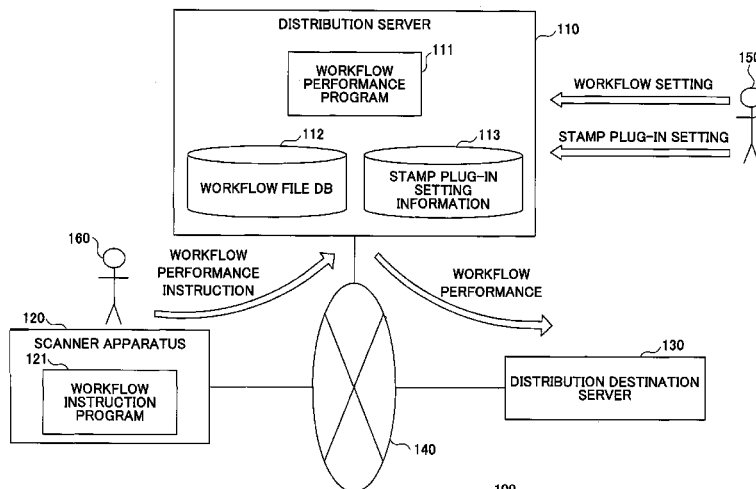 DISTRIBUTION SERVER
110
111
WORKFLOW
PERFORMANCE
PROGRAM
150
WORKFLOW SETTING
STAMP PLUG-IN SETTING
112
113
WORKFLOW FILE DB
STAMP PLUG-IN
SETTING
INFORMATION
160
WORKFLOW
PERFORMANCE
INSTRUCTION
WORKFLOW
PERFORMANCE
120
SCANNER APPARATUS
121
WORKFLOW
INSTRUCTION
PROGRAM
130
DISTRIBUTION DESTINATION
SERVER
140